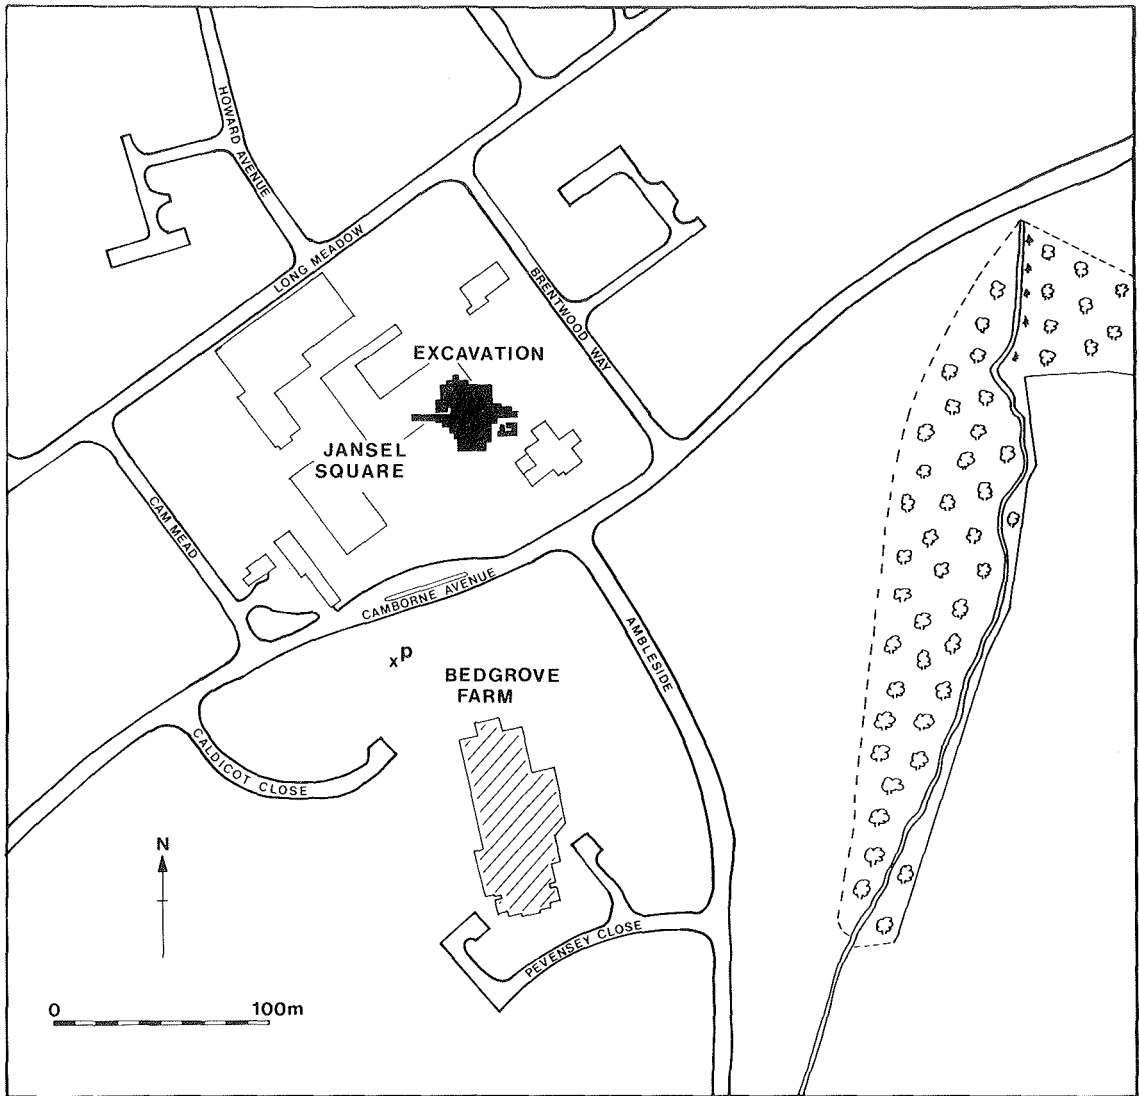 HOWARD AVENUE
LONG MEADOW
BRENTWOOD WAY
EXCAVATION
JANSEL
SQUARE
CAM MEAD
CAMBORNE AVENUE
xp
AMBLESIDE
BEDGROVE
FARM
CALDICOT CLOSE
N
PEVENSEY CLOSE
0 100m